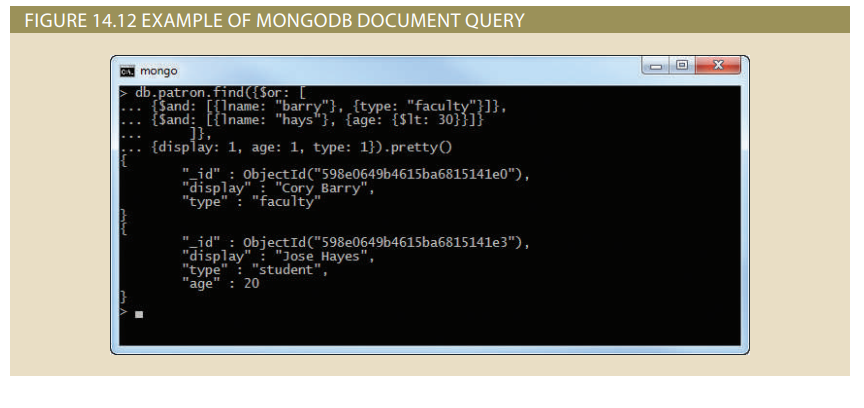 FIGURE 14.12 EXAMPLE OF MONGODB DOCUMENT QUERY
mongo
> db.patron.find({$or: [
... {$and: [{lname: "barry"}, {type: "faculty"}]},
... {$and: [{lname: "hays"}, {age: {$lt: 30}}]}
... ]},
... {display: 1, age: 1, type: 1}).pretty()
{
"_id" : ObjectId("598e0649b4615ba6815141e0"),
"display" : "Cory Barry",
"type" : "faculty"
}
{
"_id" : ObjectId("598e0649b4615ba6815141e3"),
"display" : "Jose Hayes",
"type" : "student",
"age" : 20
}
>